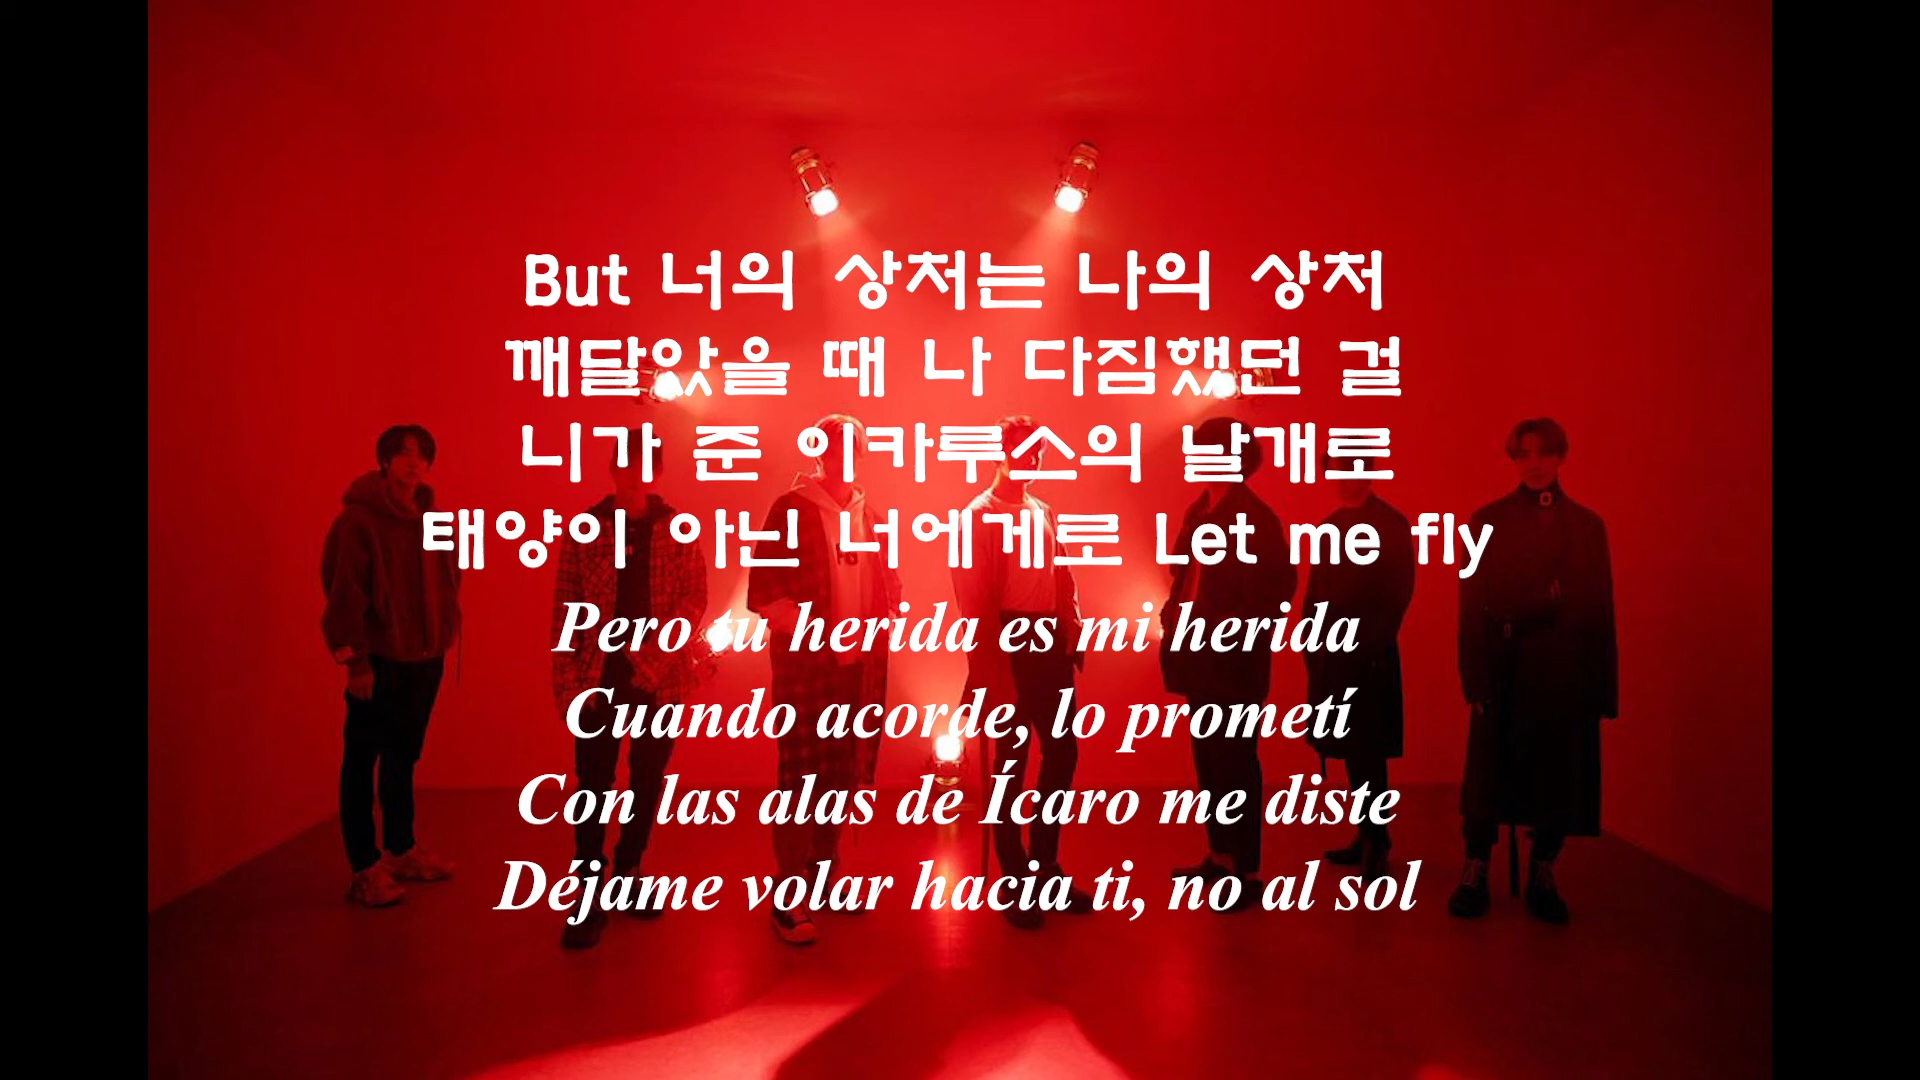 But 너의 상처는 나의 상처
깨달았을 때 나 다짐했던 걸
니가 준 이카루스의 날개로
태양이 아닌 너에게로 Let me fly
Pero tu herida es mi herida
Cuando acorde, lo prometí
Con las alas de Ícaro me diste
Déjame volar hacia ti, no al sol